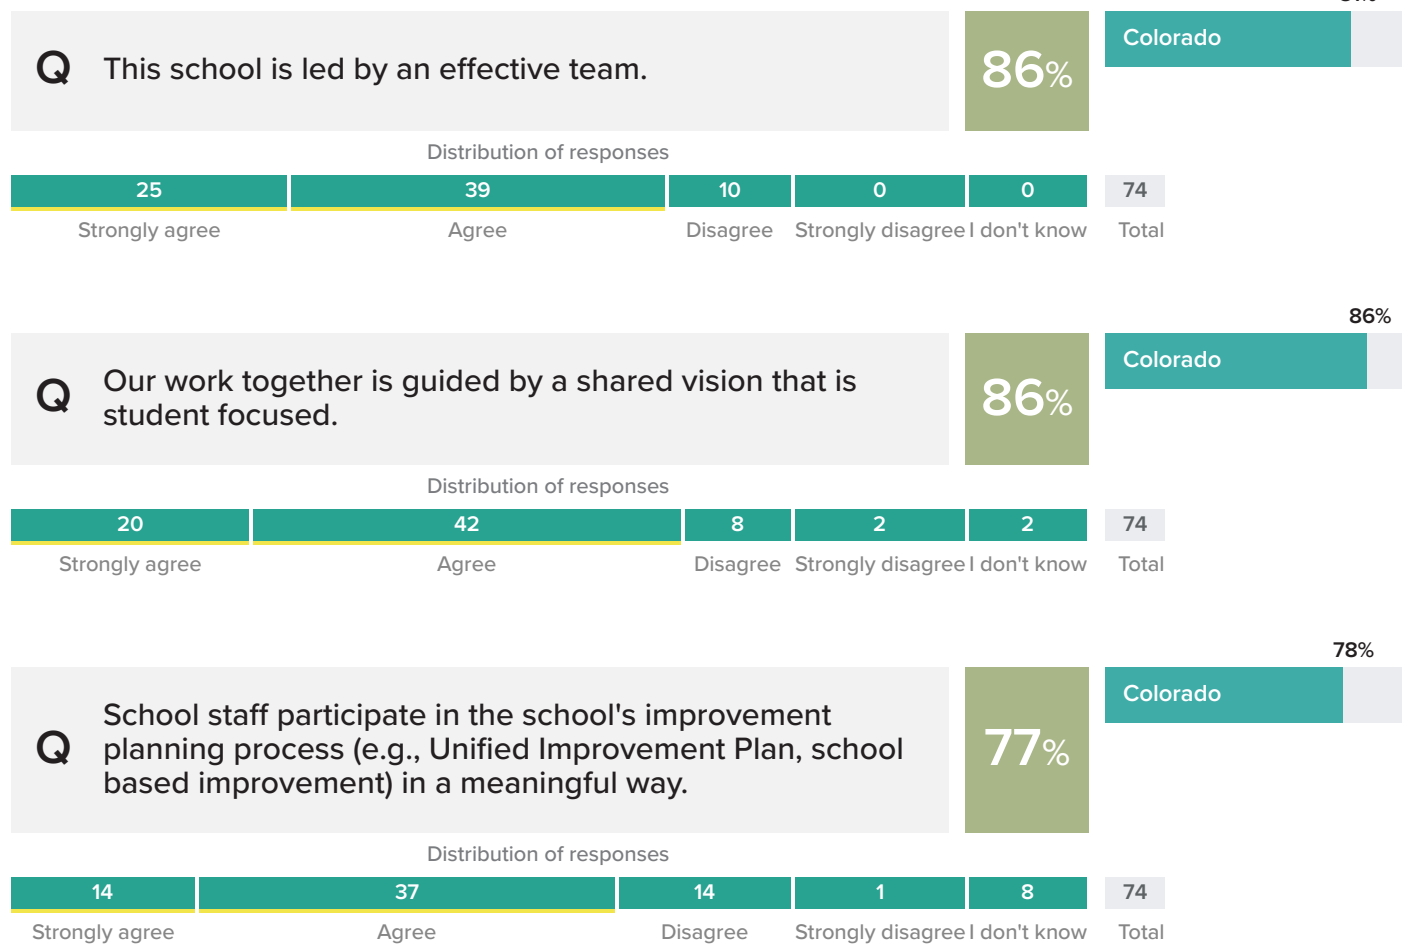 Q This school is led by an effective team.
86%
Colorado
Distribution of responses
25 39 10 0 0 74
Strongly agree Agree Disagree Strongly disagree I don't know Total
86%
Q Our work together is guided by a shared vision that is
student focused.
86%
Colorado
Distribution of responses
20 42 8 2 2 74
Strongly agree Agree Disagree Strongly disagree I don't know Total
78%
Q School staff participate in the school's improvement
planning process (e.g., Unified Improvement Plan, school
based improvement) in a meaningful way.
77%
Colorado
Distribution of responses
14 37 14 1 8 74
Strongly agree Agree Disagree Strongly disagree I don't know Total